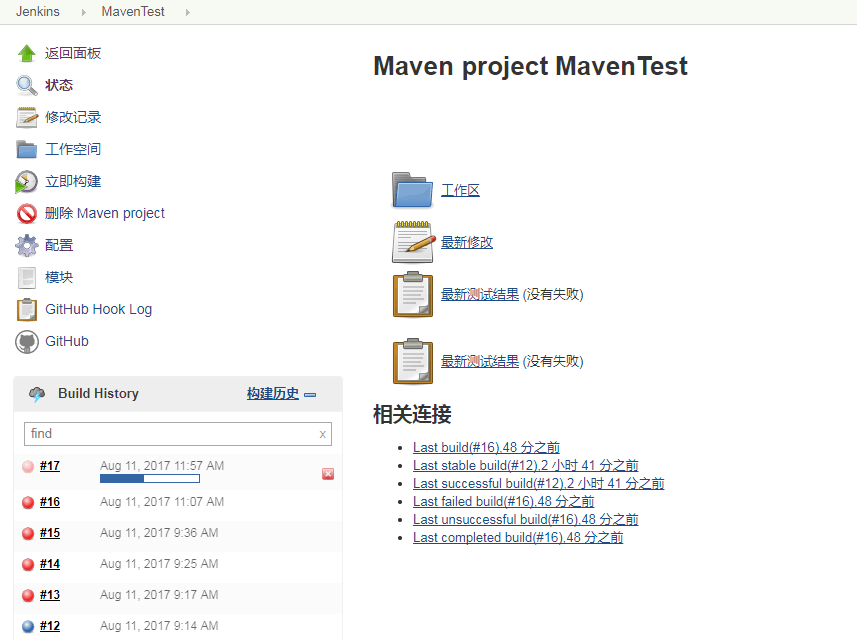 Jenkins MavenTest
返回面板
状态
修改记录
工作空间
立即构建
删除 Maven project
配置
模块
GitHub Hook Log
GitHub
Build History 构建历史
find x
#17 Aug 11, 2017 11:57 AM
#16 Aug 11, 2017 11:07 AM
#15 Aug 11, 2017 9:36 AM
#14 Aug 11, 2017 9:25 AM
#13 Aug 11, 2017 9:17 AM
#12 Aug 11, 2017 9:14 AM
Maven project MavenTest
工作区
最新修改
最新测试结果 (没有失败)
最新测试结果 (没有失败)
相关连接
Last build(#16),48 分之前
Last stable build(#12),2 小时 41 分之前
Last successful build(#12),2 小时 41 分之前
Last failed build(#16),48 分之前
Last unsuccessful build(#16),48 分之前
Last completed build(#16),48 分之前